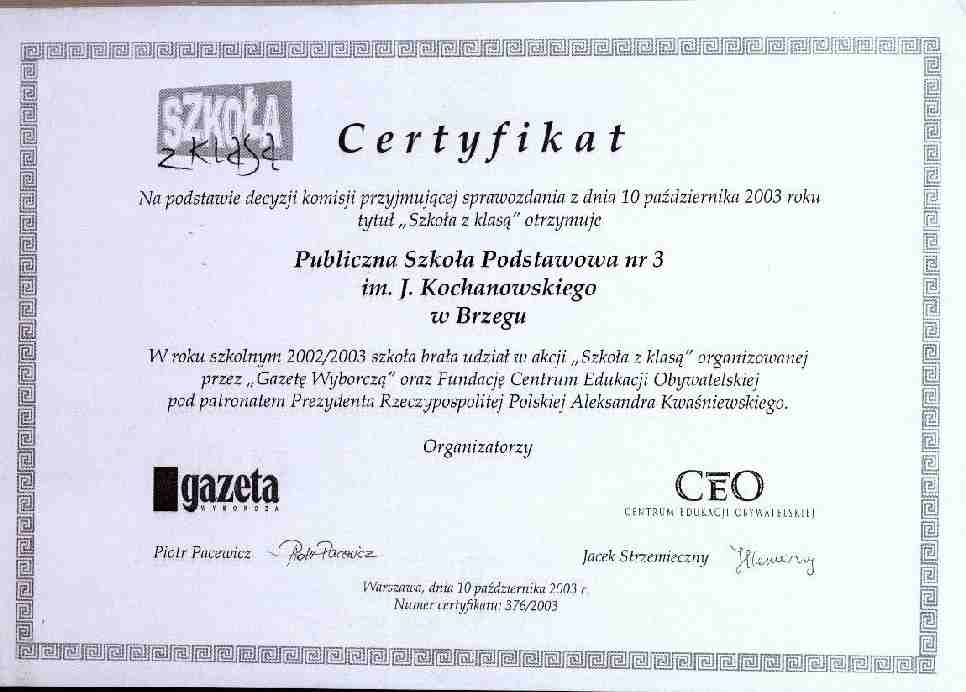 SZKOŁA
z klasą
Certyfikat
Na podstawie decyzji komisji przyjmującej sprawozdania z dnia 10 października 2003 roku
tytuł „Szkoła z klasą” otrzymuje
Publiczna Szkoła Podstawowa nr 3
im. J. Kochanowskiego
w Brzegu
W roku szkolnym 2002/2003 szkoła brała udział w akcji „Szkoła z klasą” organizowanej
przez „Gazetę Wyborczą” oraz Fundację Centrum Edukacji Obywatelskiej
pod patronatem Prezydenta Rzeczypospolitej Polskiej Aleksandra Kwaśniewskiego.
Organizatorzy
gazeta
WYBORCZA
CEO
CENTRUM EDUKACJI OBYWATELSKIEJ
Piotr Pacewicz Piotr Pacewicz
Jacek Strzemieczny
Warszawa, dnia 10 października 2003 r.
Numer certyfikatu: 376/2003